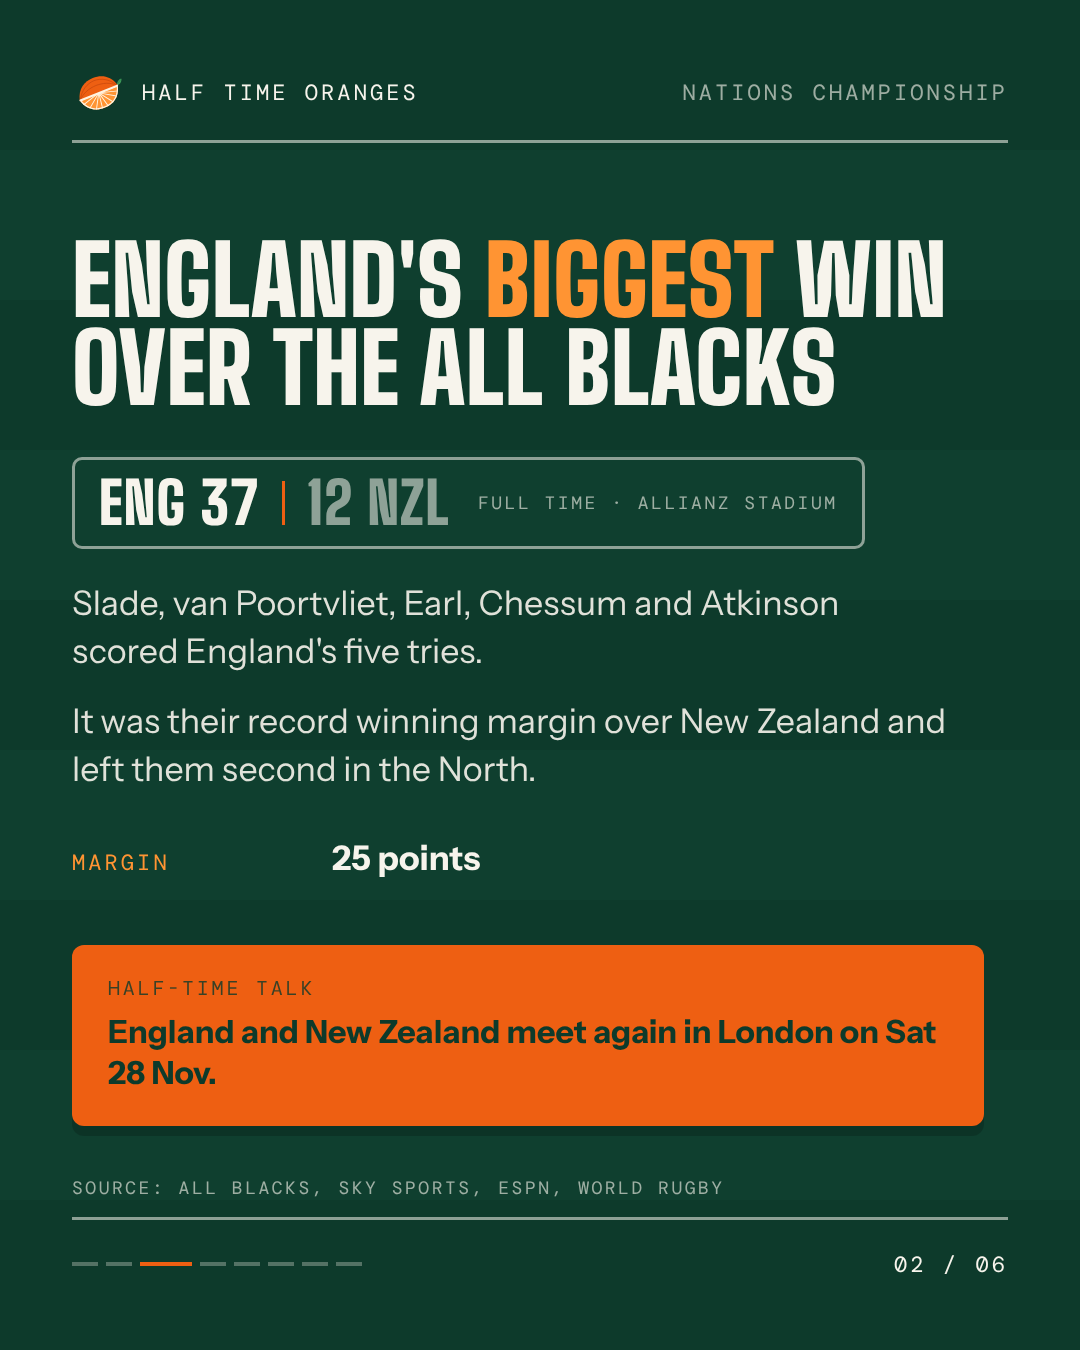 HALF TIME ORANGES
NATIONS CHAMPIONSHIP
ENGLAND'S BIGGEST WIN
OVER THE ALL BLACKS
ENG 37 | 12 NZL FULL TIME · ALLIANZ STADIUM
Slade, van Poortvliet, Earl, Chessum and Atkinson
scored England's five tries.
It was their record winning margin over New Zealand and
left them second in the North.
MARGIN 25 points
HALF-TIME TALK
England and New Zealand meet again in London on Sat
28 Nov.
SOURCE: ALL BLACKS, SKY SPORTS, ESPN, WORLD RUGBY
02 / 06